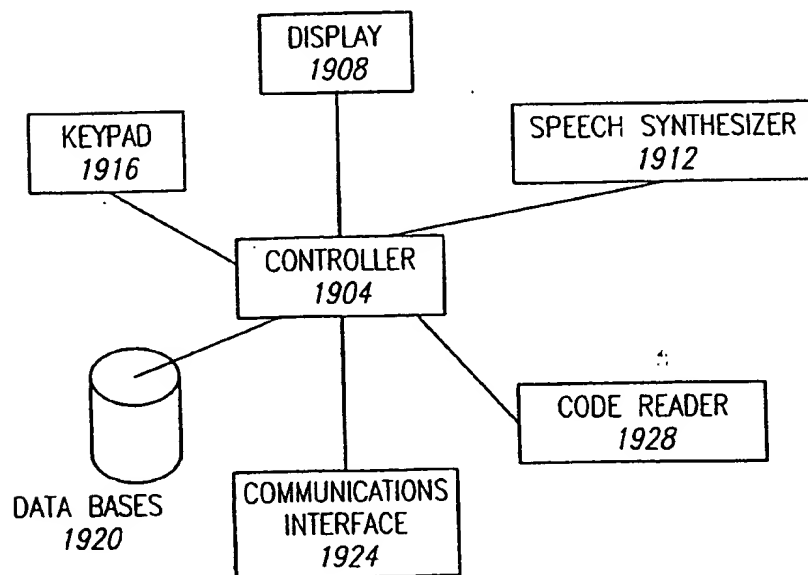 DISPLAY
1908
KEYPAD
1916
SPEECH SYNTHESIZER
1912
CONTROLLER
1904
CODE READER
1928
DATA BASES
1920
COMMUNICATIONS
INTERFACE
1924